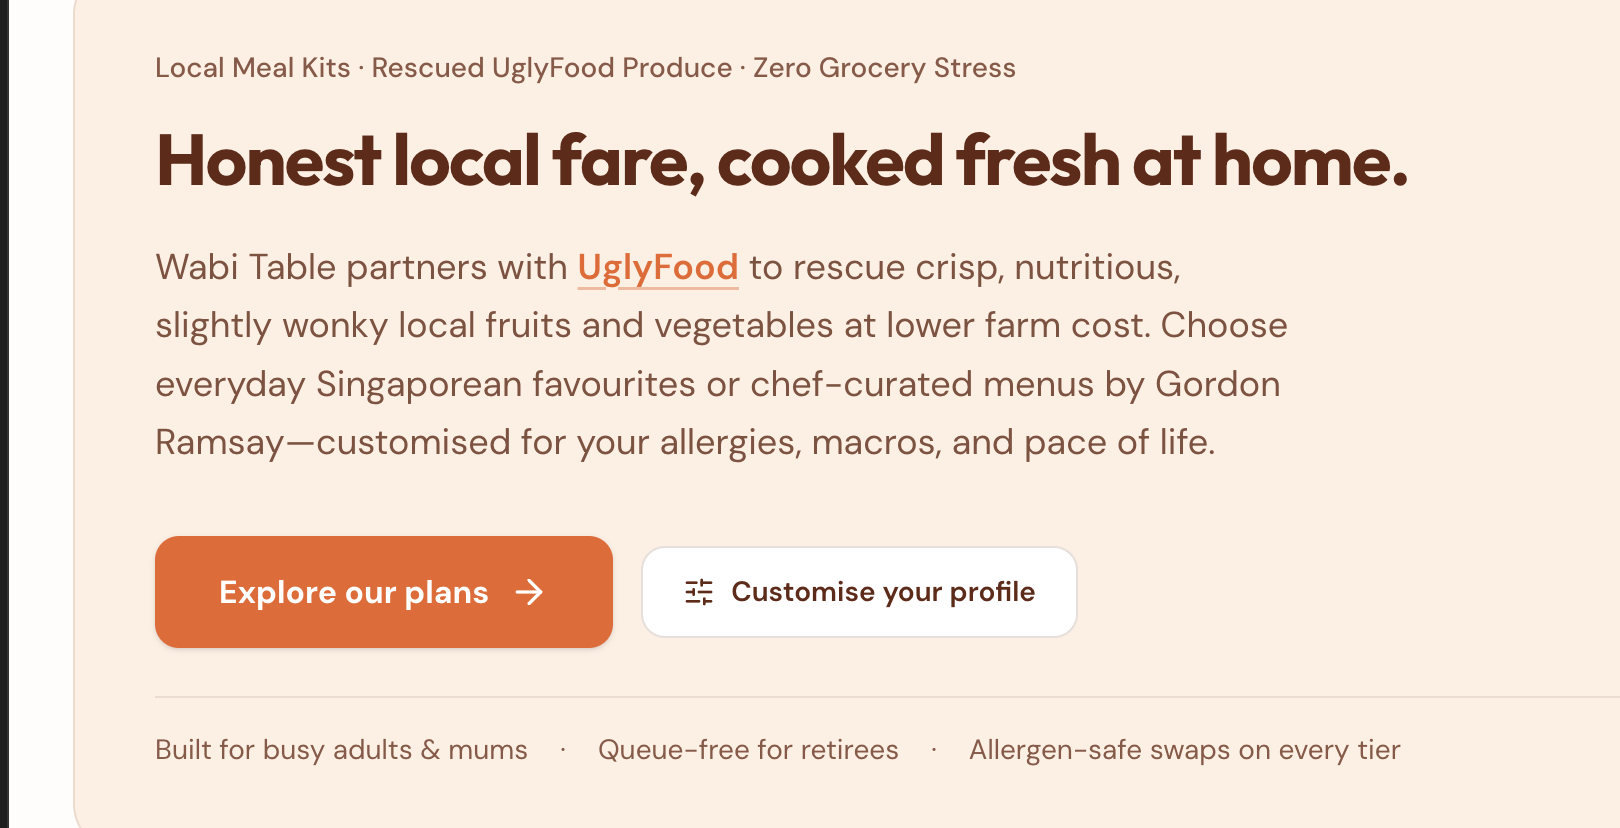 Local Meal Kits · Rescued UglyFood Produce · Zero Grocery Stress
Honest local fare, cooked fresh at home.
Wabi Table partners with UglyFood to rescue crisp, nutritious,
slightly wonky local fruits and vegetables at lower farm cost. Choose
everyday Singaporean favourites or chef-curated menus by Gordon
Ramsay—customised for your allergies, macros, and pace of life.
Explore our plans →
Customise your profile
Built for busy adults & mums · Queue-free for retirees · Allergen-safe swaps on every tier